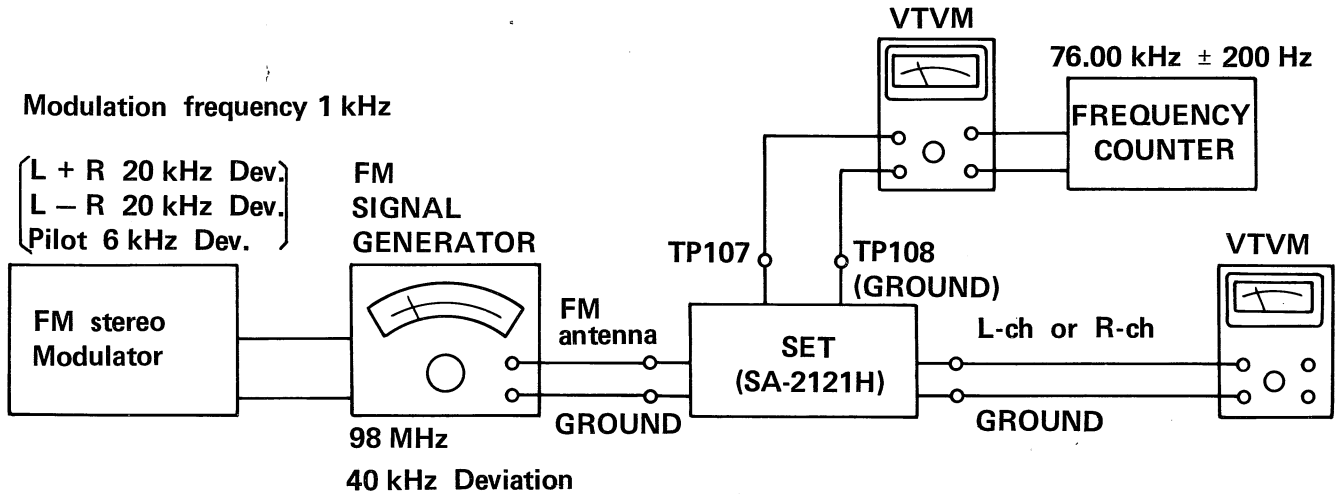 VTVM
76.00 kHz ± 200 Hz
FREQUENCY
COUNTER
Modulation frequency 1 kHz
L + R 20 kHz Dev.
L − R 20 kHz Dev.
Pilot 6 kHz Dev.
FM
SIGNAL
GENERATOR
FM stereo
Modulator
98 MHz
40 kHz Deviation
FM
antenna
GROUND
TP107
TP108
(GROUND)
SET
(SA-2121H)
L-ch or R-ch
GROUND
VTVM